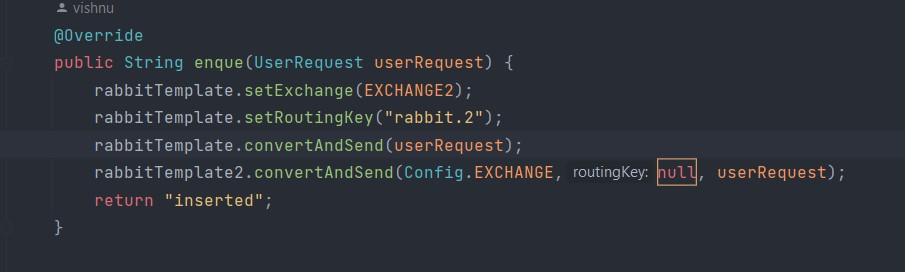 vishnu
@Override
public String enque(UserRequest userRequest) {
rabbitTemplate.setExchange(EXCHANGE2);
rabbitTemplate.setRoutingKey("rabbit.2");
rabbitTemplate.convertAndSend(userRequest);
rabbitTemplate2.convertAndSend(Config.EXCHANGE, routingKey: null, userRequest);
return "inserted";
}